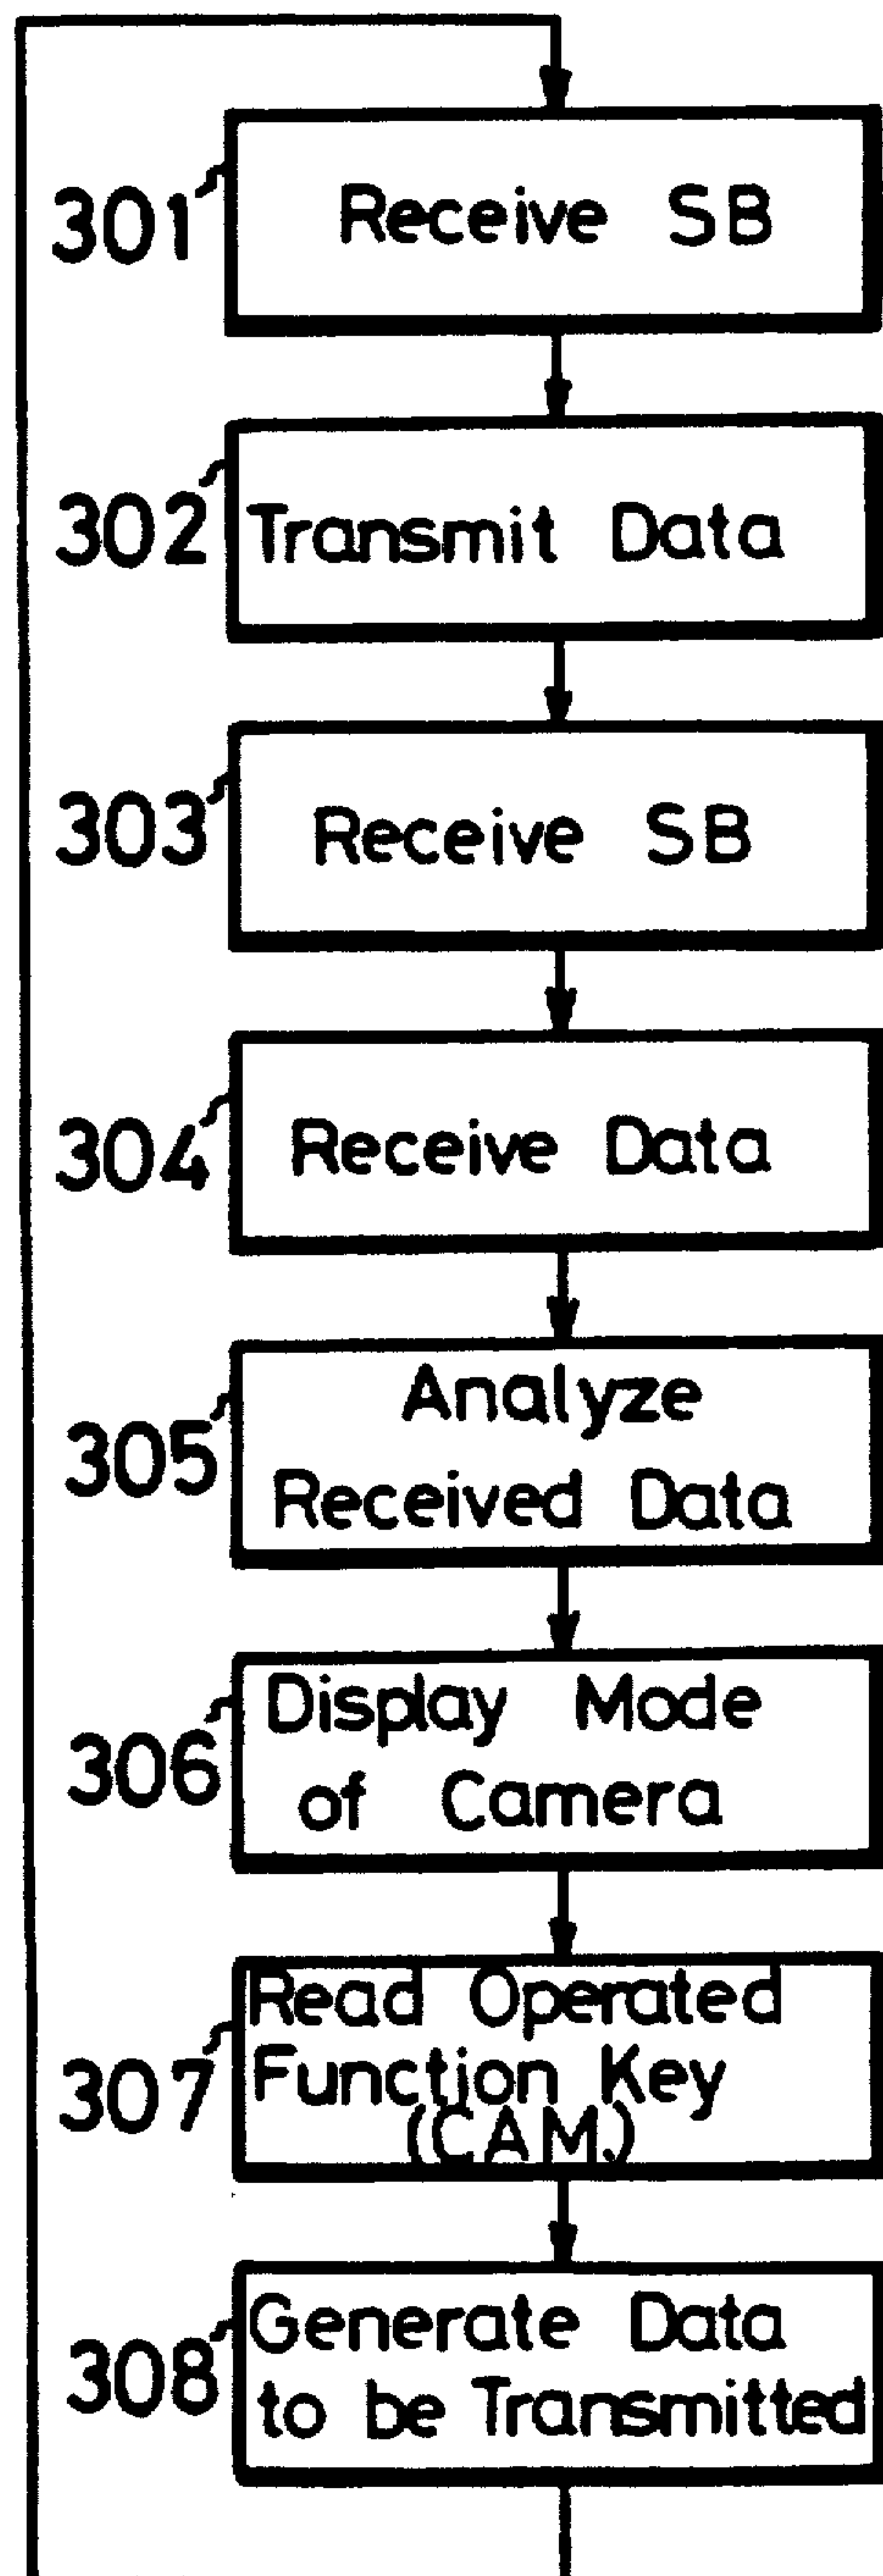 301
Receive SB
302
Transmit Data
303
Receive SB
304
Receive Data
305
Analyze
Received Data
306
Display Mode
of Camera
307
Read Operated
Function Key
(CAM.)
308
Generate Data
to be Transmitted